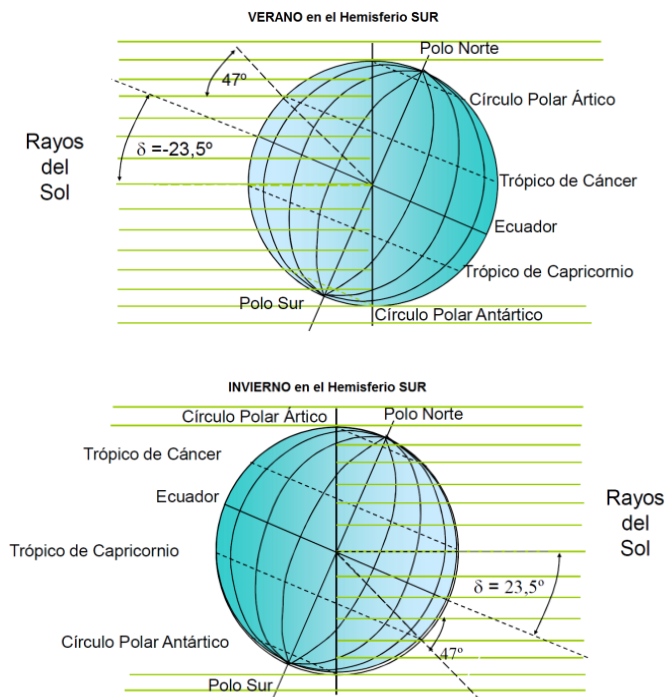 VERANO en el Hemisferio SUR
Polo Norte
47º
Círculo Polar Ártico
Rayos
del
Sol
δ =-23,5º
Trópico de Cáncer
Ecuador
Trópico de Capricornio
Polo Sur
Círculo Polar Antártico
INVIERNO en el Hemisferio SUR
Círculo Polar Ártico
Polo Norte
Trópico de Cáncer
Ecuador
Rayos
del
Sol
Trópico de Capricornio
δ = 23,5º
Círculo Polar Antártico
47º
Polo Sur